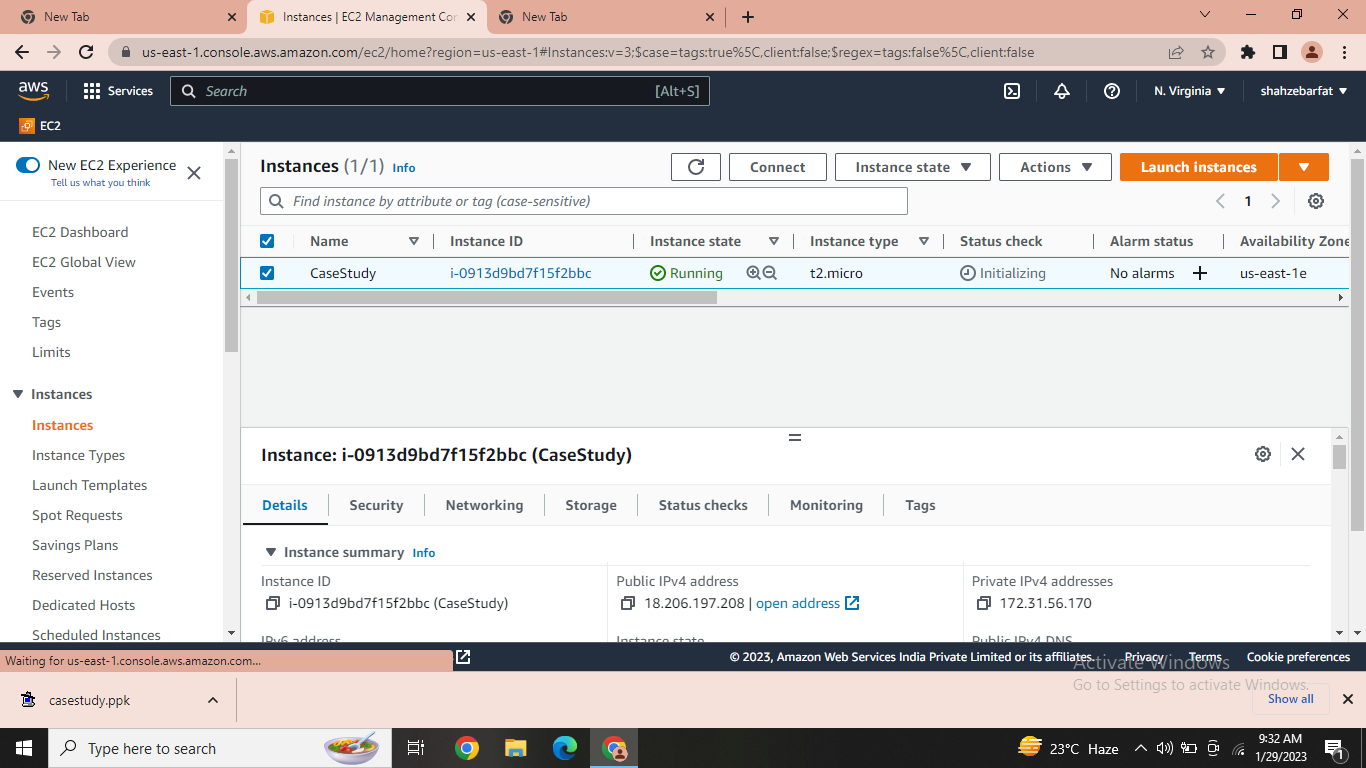 New Tab
Instances | EC2 Management Con
New Tab
us-east-1.console.aws.amazon.com/ec2/home?region=us-east-1#Instances:v=3;$case=tags:true%5C,client:false;$regex=tags:false%5C,client:false
aws
Services
Search
[Alt+S]
N. Virginia
shahzebarfat
EC2
New EC2 Experience
Tell us what you think
EC2 Dashboard
EC2 Global View
Events
Tags
Limits
Instances
Instances
Instance Types
Launch Templates
Spot Requests
Savings Plans
Reserved Instances
Dedicated Hosts
Scheduled Instances
Instances (1/1) Info
Connect
Instance state
Actions
Launch instances
Find instance by attribute or tag (case-sensitive)
1
Name Instance ID Instance state Instance type Status check Alarm status Availability Zone
CaseStudy i-0913d9bd7f15f2bbc Running t2.micro Initializing No alarms us-east-1e
Instance: i-0913d9bd7f15f2bbc (CaseStudy)
Details Security Networking Storage Status checks Monitoring Tags
Instance summary Info
Instance ID
i-0913d9bd7f15f2bbc (CaseStudy)
Public IPv4 address
18.206.197.208 | open address
Private IPv4 addresses
172.31.56.170
IPv6 address
Instance state
Public IPv4 DNS
Waiting for us-east-1.console.aws.amazon.com...
© 2023, Amazon Web Services India Private Limited or its affiliates. Privacy Terms Cookie preferences
Activate Windows
Go to Settings to activate Windows.
casestudy.ppk
Show all
Type here to search
23°C Haze
9:32 AM
1/29/2023
1